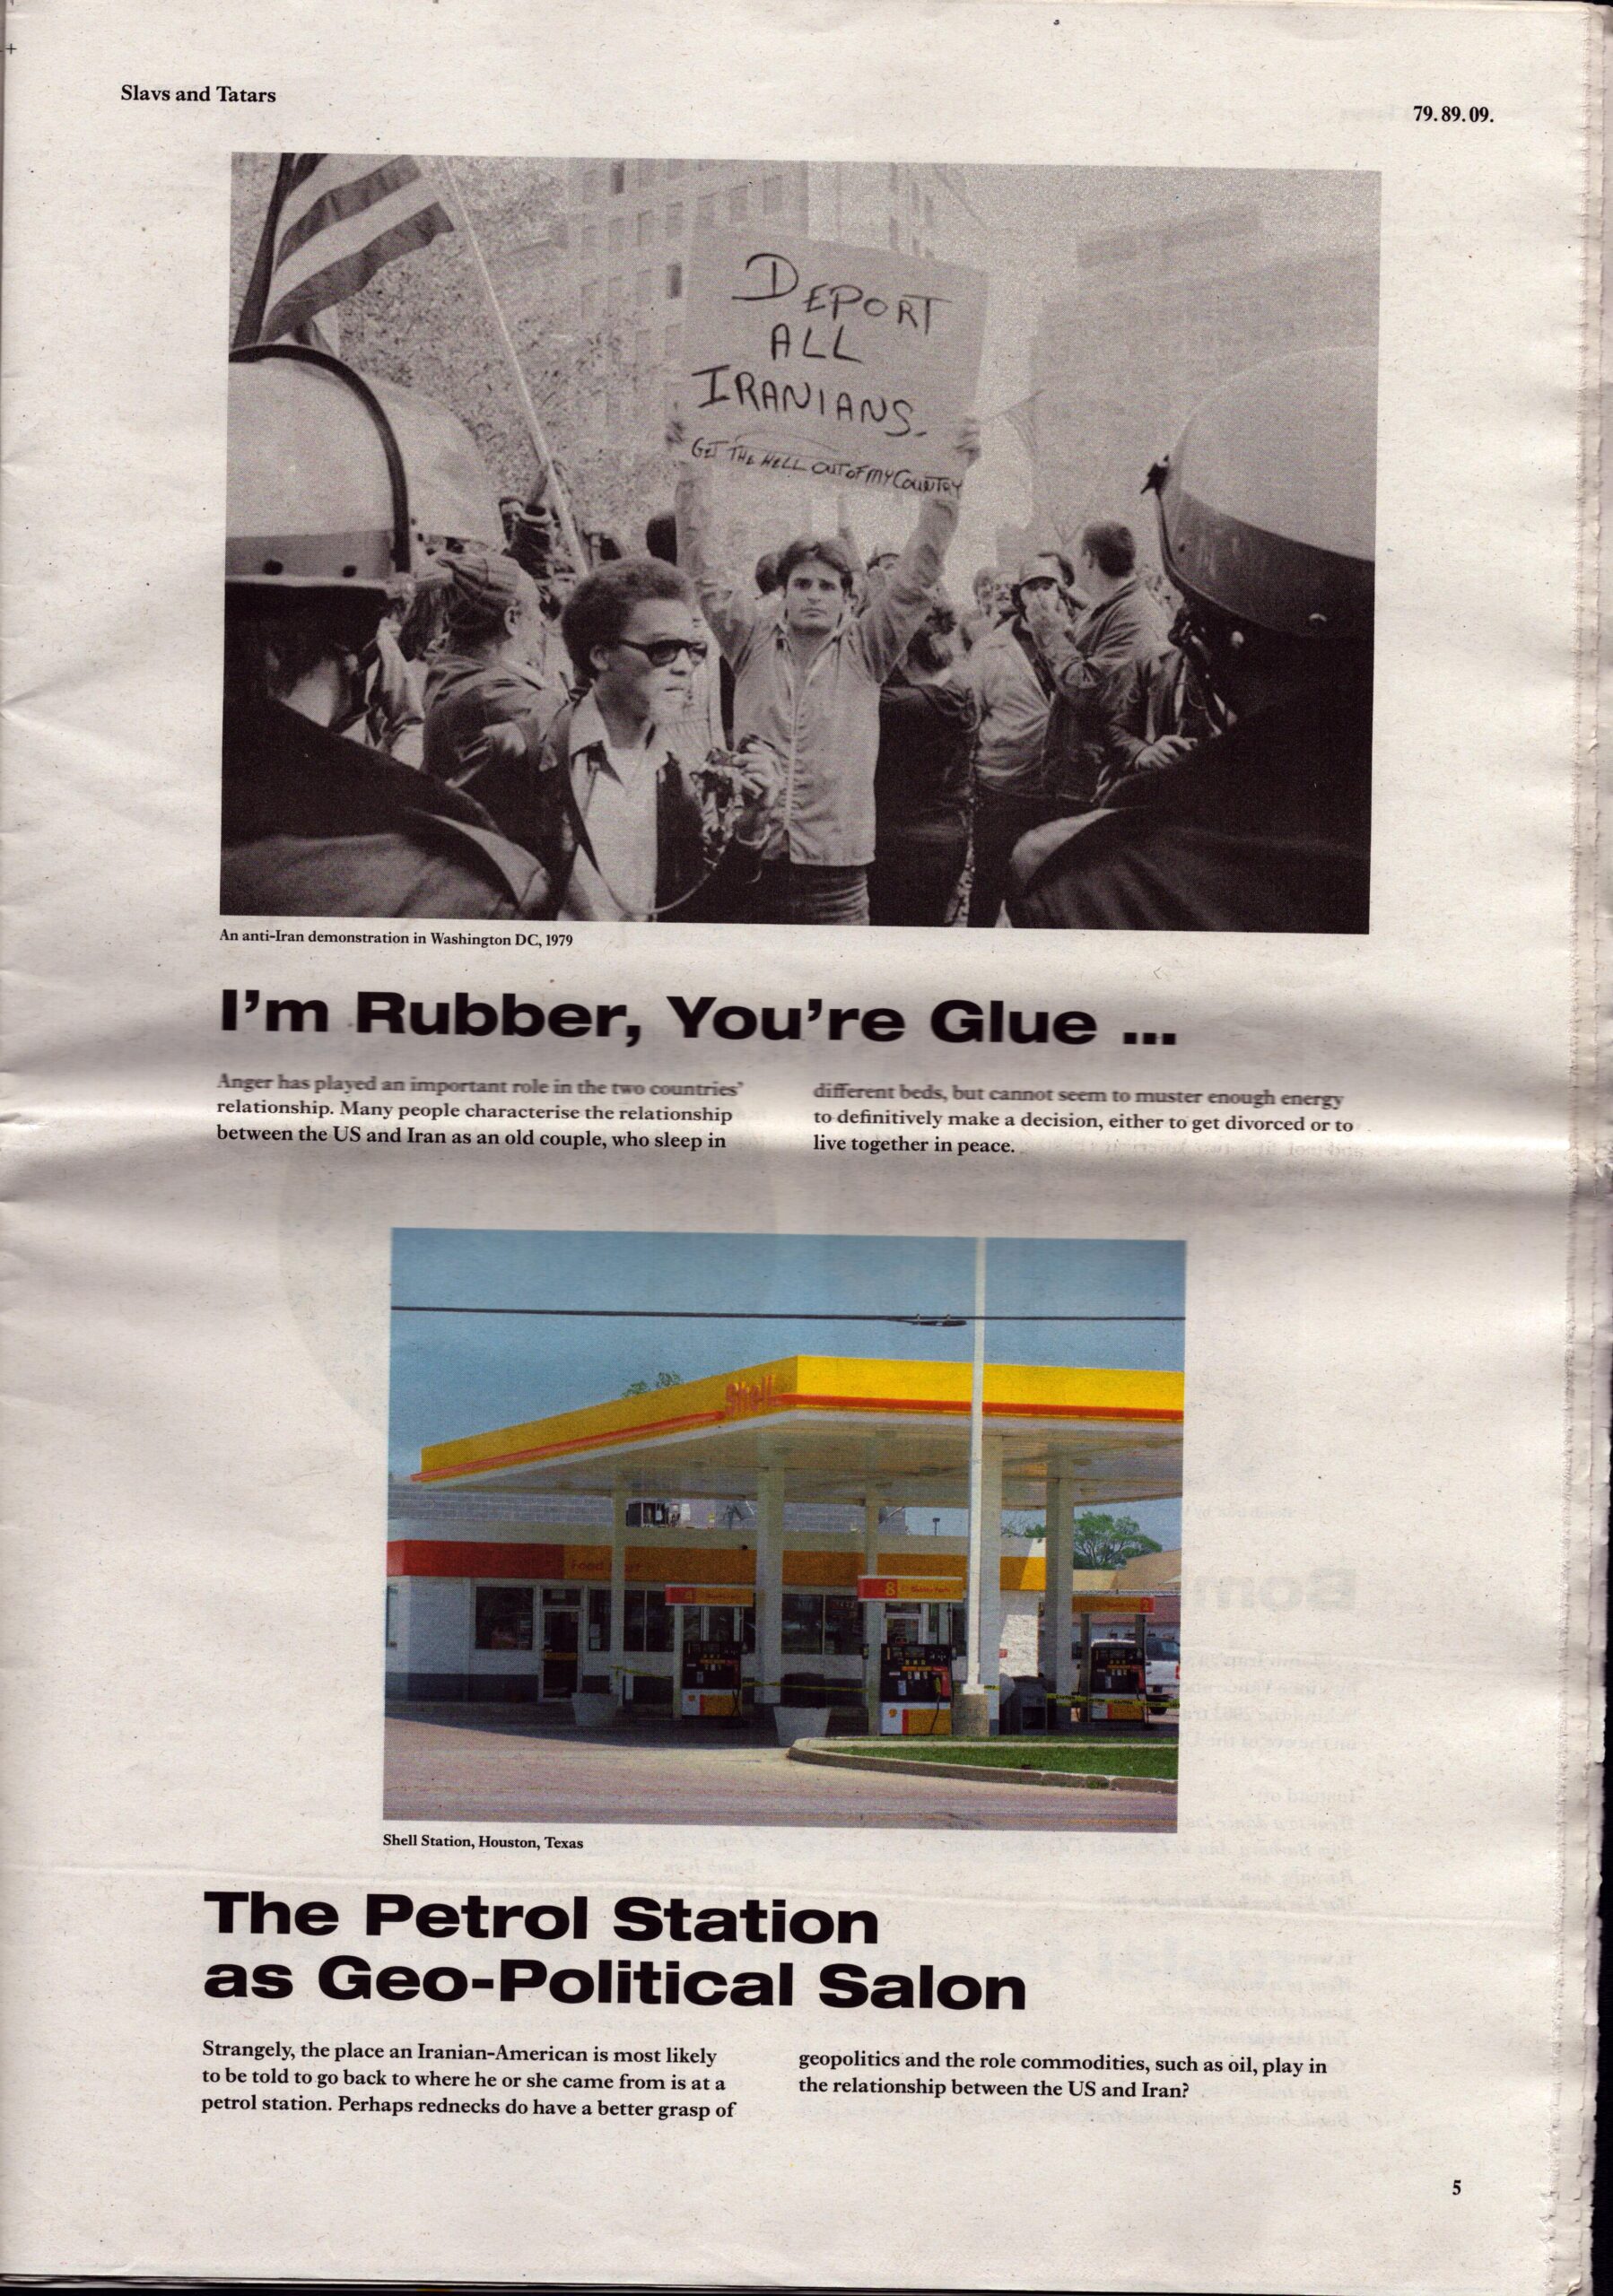 Slavs and Tatars
79.89.09.
DEPORT
ALL
IRANIANS.
GET THE HELL OUT OF MY COUNTRY
An anti-Iran demonstration in Washington DC, 1979
I'm Rubber, You're Glue ...
Anger has played an important role in the two countries'
relationship. Many people characterise the relationship
between the US and Iran as an old couple, who sleep in
different beds, but cannot seem to muster enough energy
to definitively make a decision, either to get divorced or to
live together in peace.
Shell
Food
8
Shell Station, Houston, Texas
The Petrol Station
as Geo-Political Salon
Strangely, the place an Iranian-American is most likely
to be told to go back to where he or she came from is at a
petrol station. Perhaps rednecks do have a better grasp of
geopolitics and the role commodities, such as oil, play in
the relationship between the US and Iran?
5